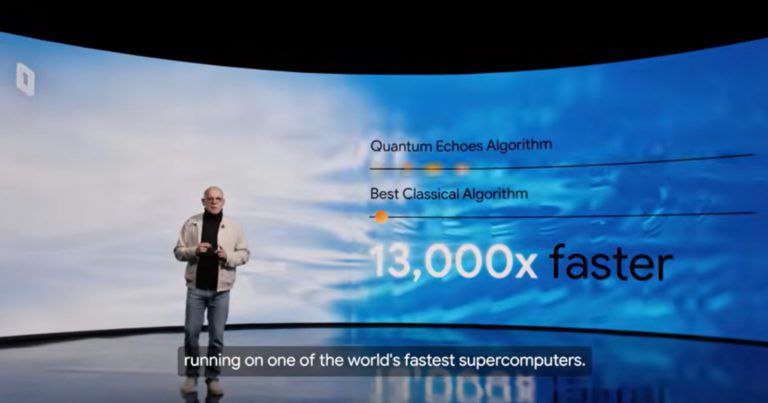 Quantum Echoes Algorithm
Best Classical Algorithm
13,000x faster
running on one of the world's fastest supercomputers.